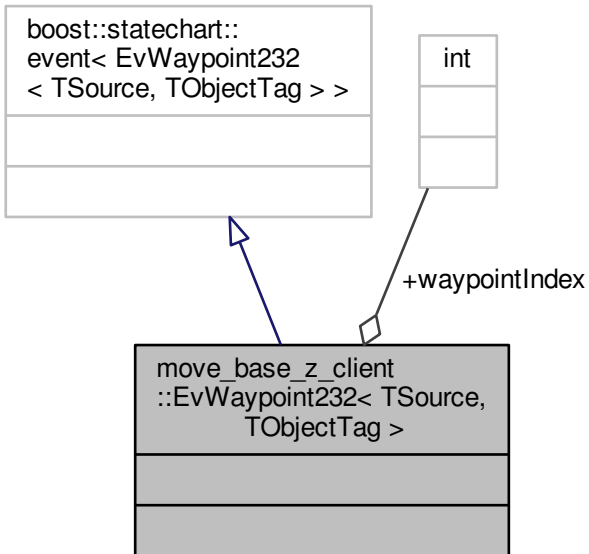 boost::statechart::
event< EvWaypoint232
< TSource, TObjectTag > >
int
+waypointIndex
move_base_z_client
::EvWaypoint232< TSource,
TObjectTag >